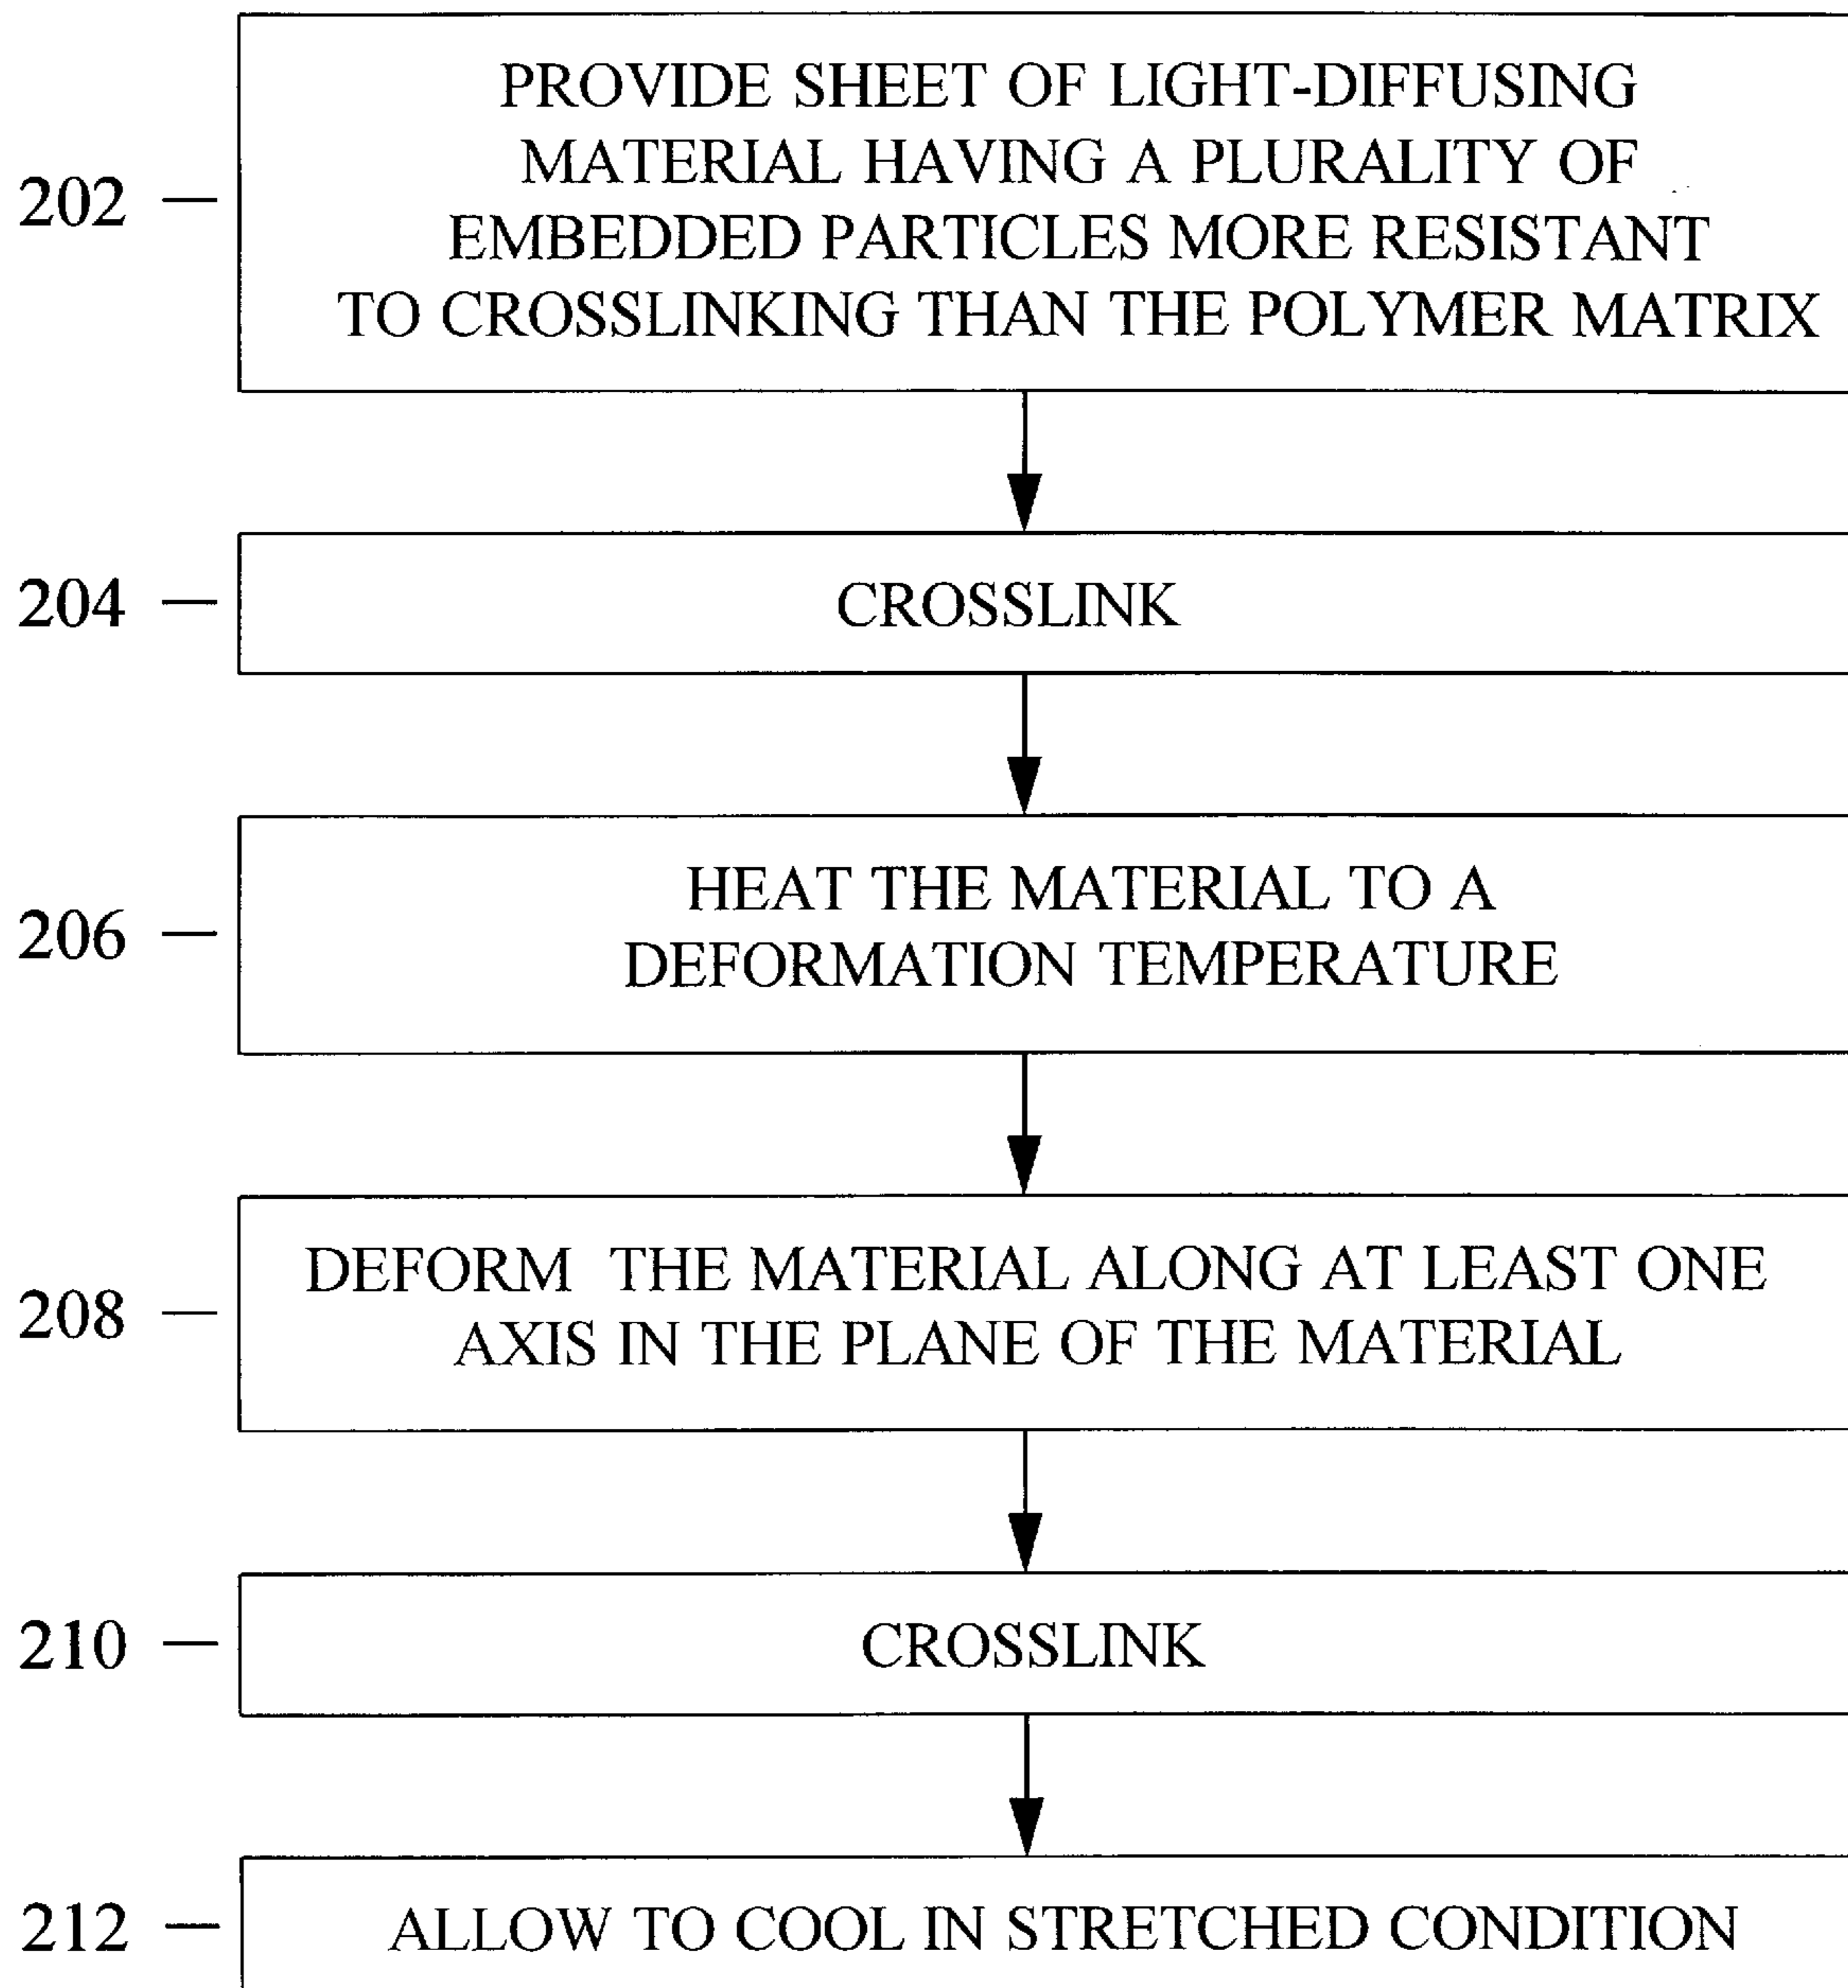 PROVIDE SHEET OF LIGHT-DIFFUSING
MATERIAL HAVING A PLURALITY OF
202 EMBEDDED PARTICLES MORE RESISTANT
TO CROSSLINKING THAN THE POLYMER MATRIX
204 CROSSLINK
HEAT THE MATERIAL TO A
206 DEFORMATION TEMPERATURE
DEFORM THE MATERIAL ALONG AT LEAST ONE
208 AXIS IN THE PLANE OF THE MATERIAL
210 CROSSLINK
212 ALLOW TO COOL IN STRETCHED CONDITION